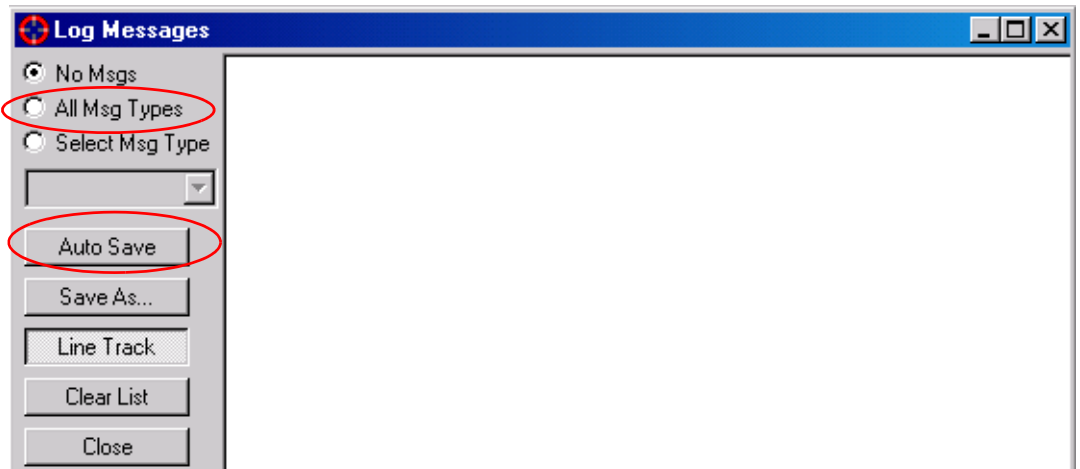 Log Messages
No Msgs
All Msg Types
Select Msg Type
Auto Save
Save As...
Line Track
Clear List
Close